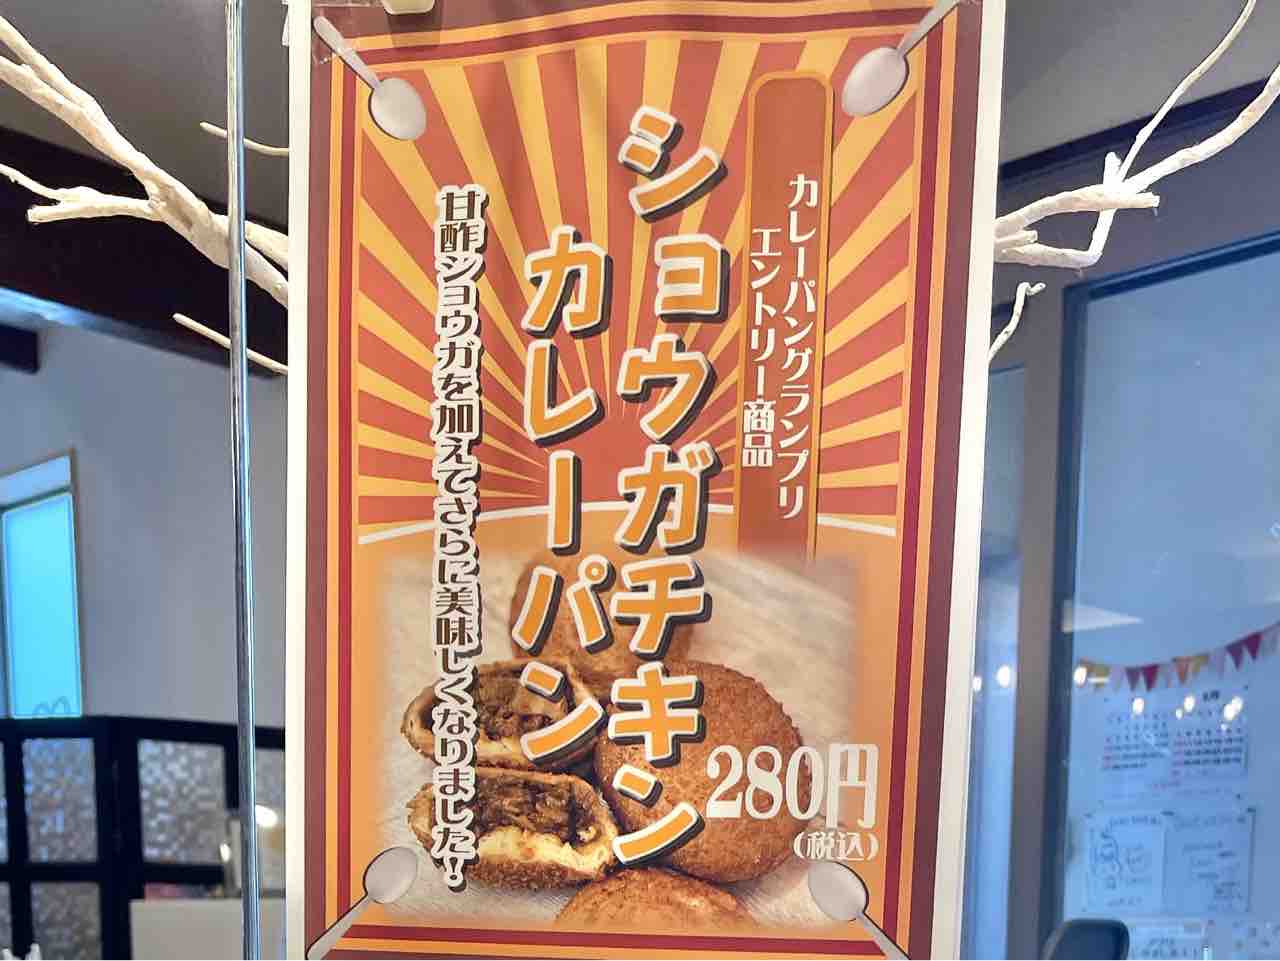 カレーパングランプリ
エントリー商品
ショウガチキン
カレーパン
甘酢ショウガを加えてさらに美味しくなりました!
280円
(税込)